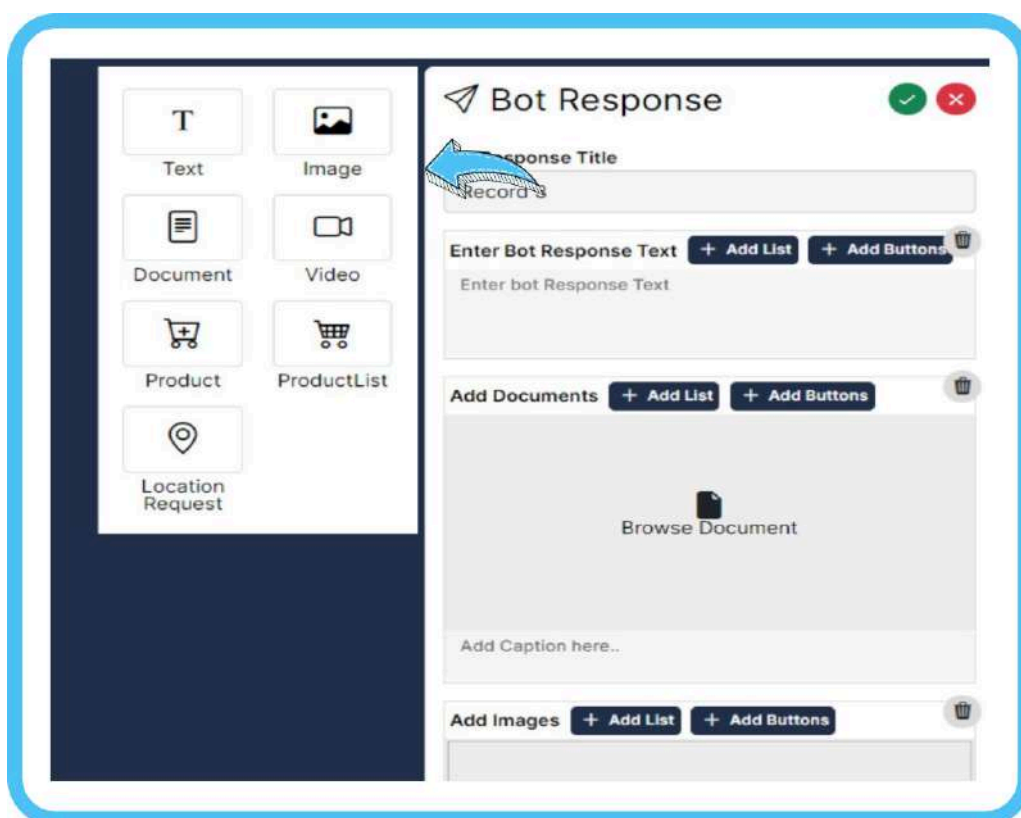 Text
Image
Document
Video
Product
ProductList
Location
Request
Bot Response
Response Title
Record 3
Enter Bot Response Text + Add List + Add Buttons
Enter bot Response Text
Add Documents + Add List + Add Buttons
Browse Document
Add Caption here..
Add Images + Add List + Add Buttons